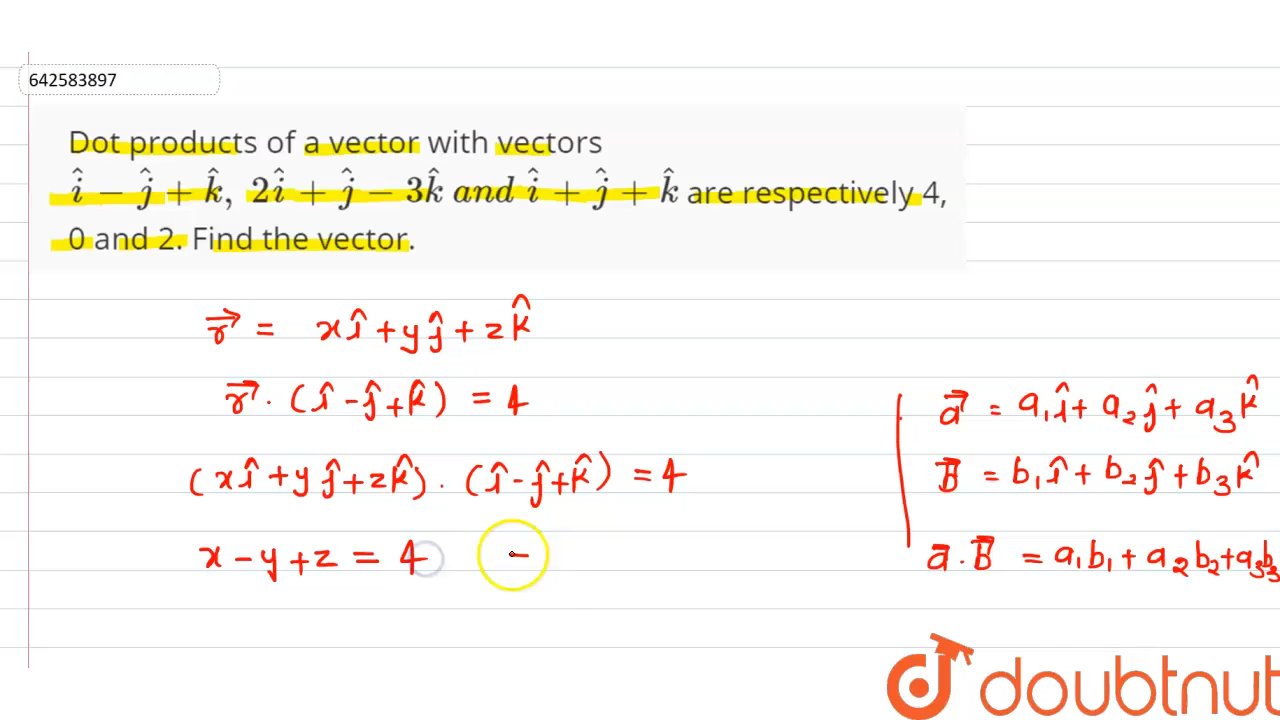 642583897
Dot products of a vector with vectors
î − ĵ + k̂, 2î + ĵ − 3k̂ and î + ĵ + k̂ are respectively 4,
0 and 2. Find the vector.
r⃗ = xî + yĵ + zk̂
r⃗ . (î - ĵ + k̂) = 4
(xî + yĵ + zk̂) . (î - ĵ + k̂) = 4
x - y + z = 4 -
a⃗ = a₁î + a₂ĵ + a₃k̂
b⃗ = b₁î + b₂ĵ + b₃k̂
a⃗ . b⃗ = a₁b₁ + a₂b₂ + a₃b₃
doubtnut